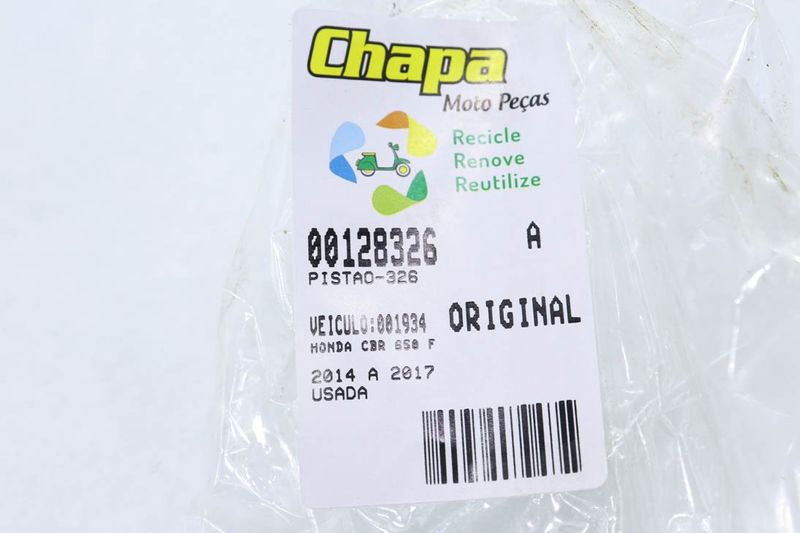 Chapa
Moto Peças
Recicle
Renove
Reutilize
00128326 A
PISTAO-326
VEICULO:001934 ORIGINAL
HONDA CBR 650 F
2014 A 2017
USADA